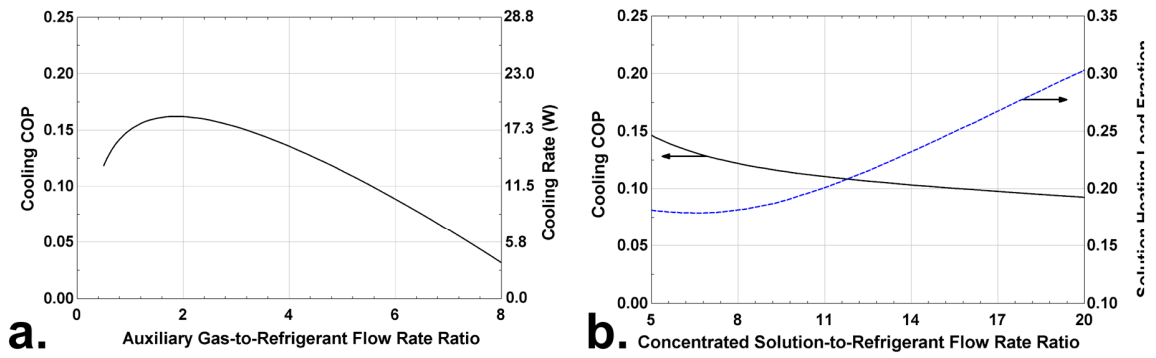 0.25
0.20
0.15
0.10
0.05
0.00
Cooling COP
28.8
23.0
17.3
11.5
5.8
0.0
Cooling Rate (W)
0 2 4 6 8
Auxiliary Gas-to-Refrigerant Flow Rate Ratio
a.
0.25
0.20
0.15
0.10
0.05
0.00
Cooling COP
0.35
0.30
0.25
0.20
0.15
0.10
Solution Heating Load Fraction
5 8 11 14 17 20
Concentrated Solution-to-Refrigerant Flow Rate Ratio
b.